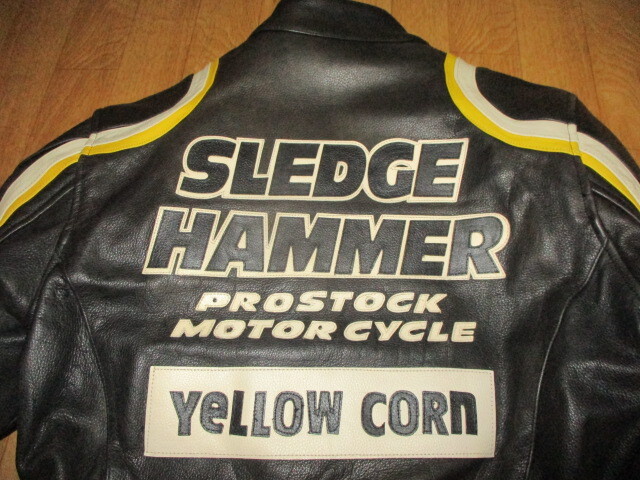 SLEDGE
HAMMER
PROSTOCK
MOTOR CYCLE
YeLLOW CORn